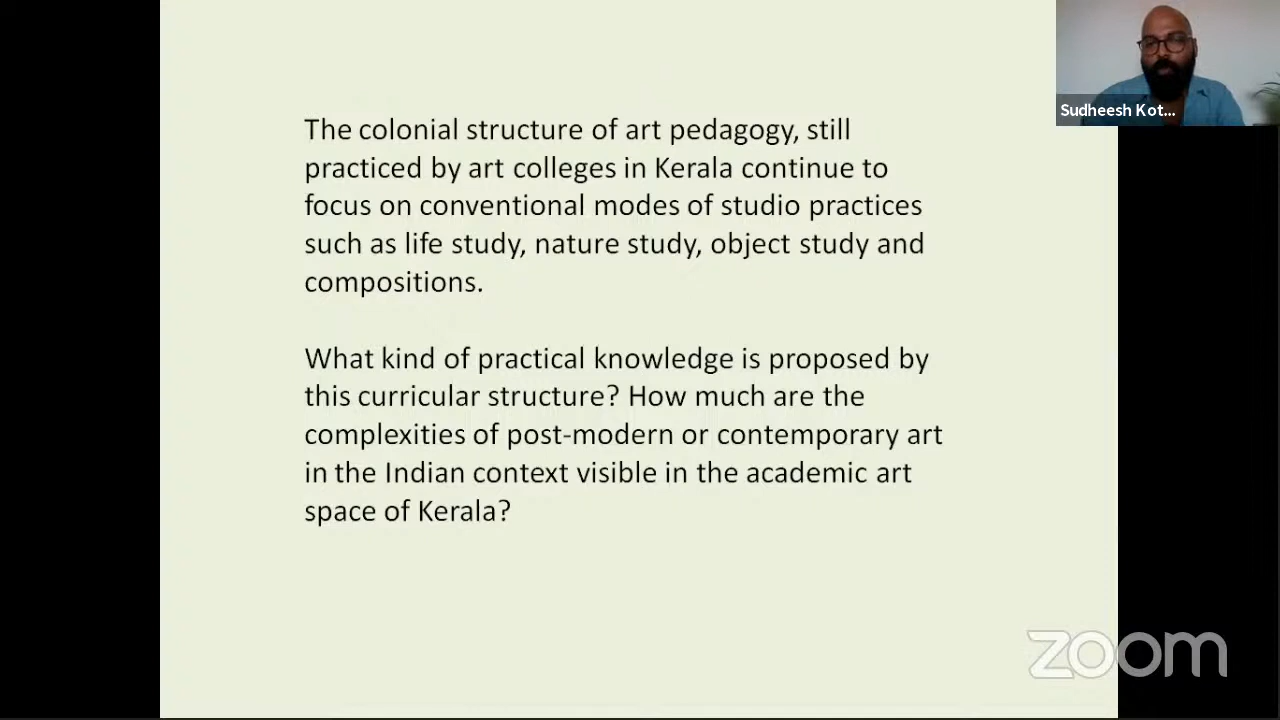 The colonial structure of art pedagogy, still
practiced by art colleges in Kerala continue to
focus on conventional modes of studio practices
such as life study, nature study, object study and
compositions.
What kind of practical knowledge is proposed by
this curricular structure? How much are the
complexities of post-modern or contemporary art
in the Indian context visible in the academic art
space of Kerala?
Sudheesh Kot...
zoom